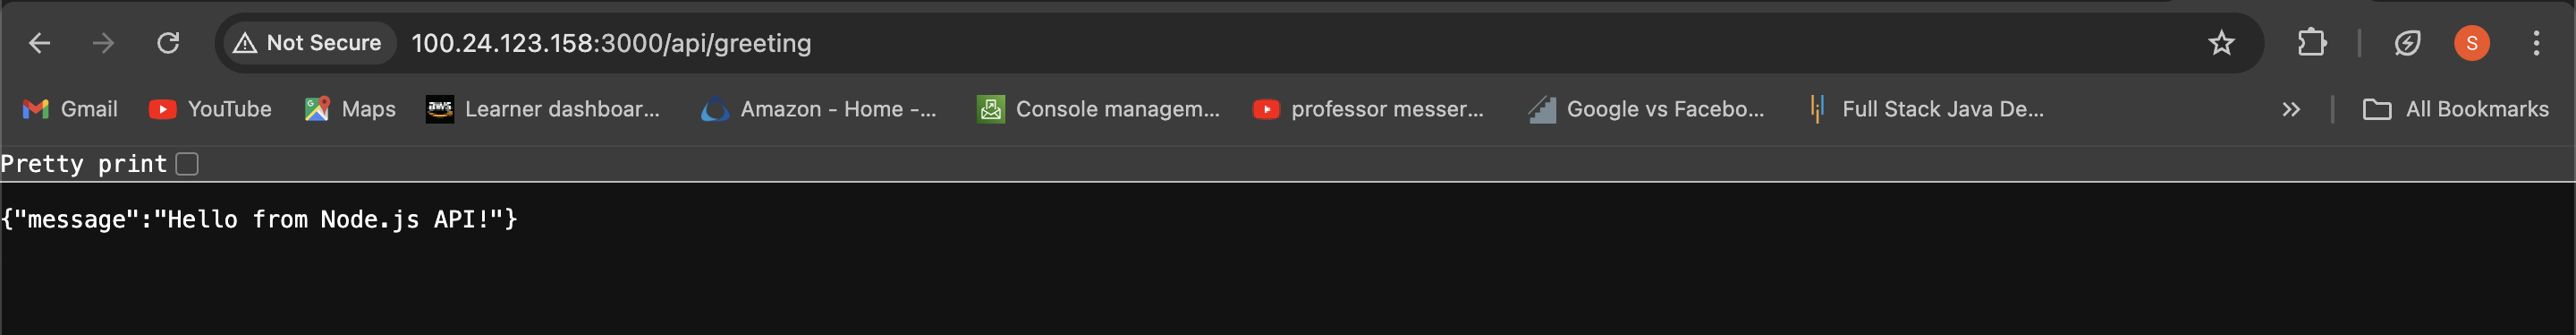 Not Secure 100.24.123.158:3000/api/greeting S
Gmail YouTube Maps aws Learner dashboar... Amazon - Home -... Console managem... professor messer... Google vs Facebo... Full Stack Java De... » All Bookmarks
Pretty print
{"message":"Hello from Node.js API!"}